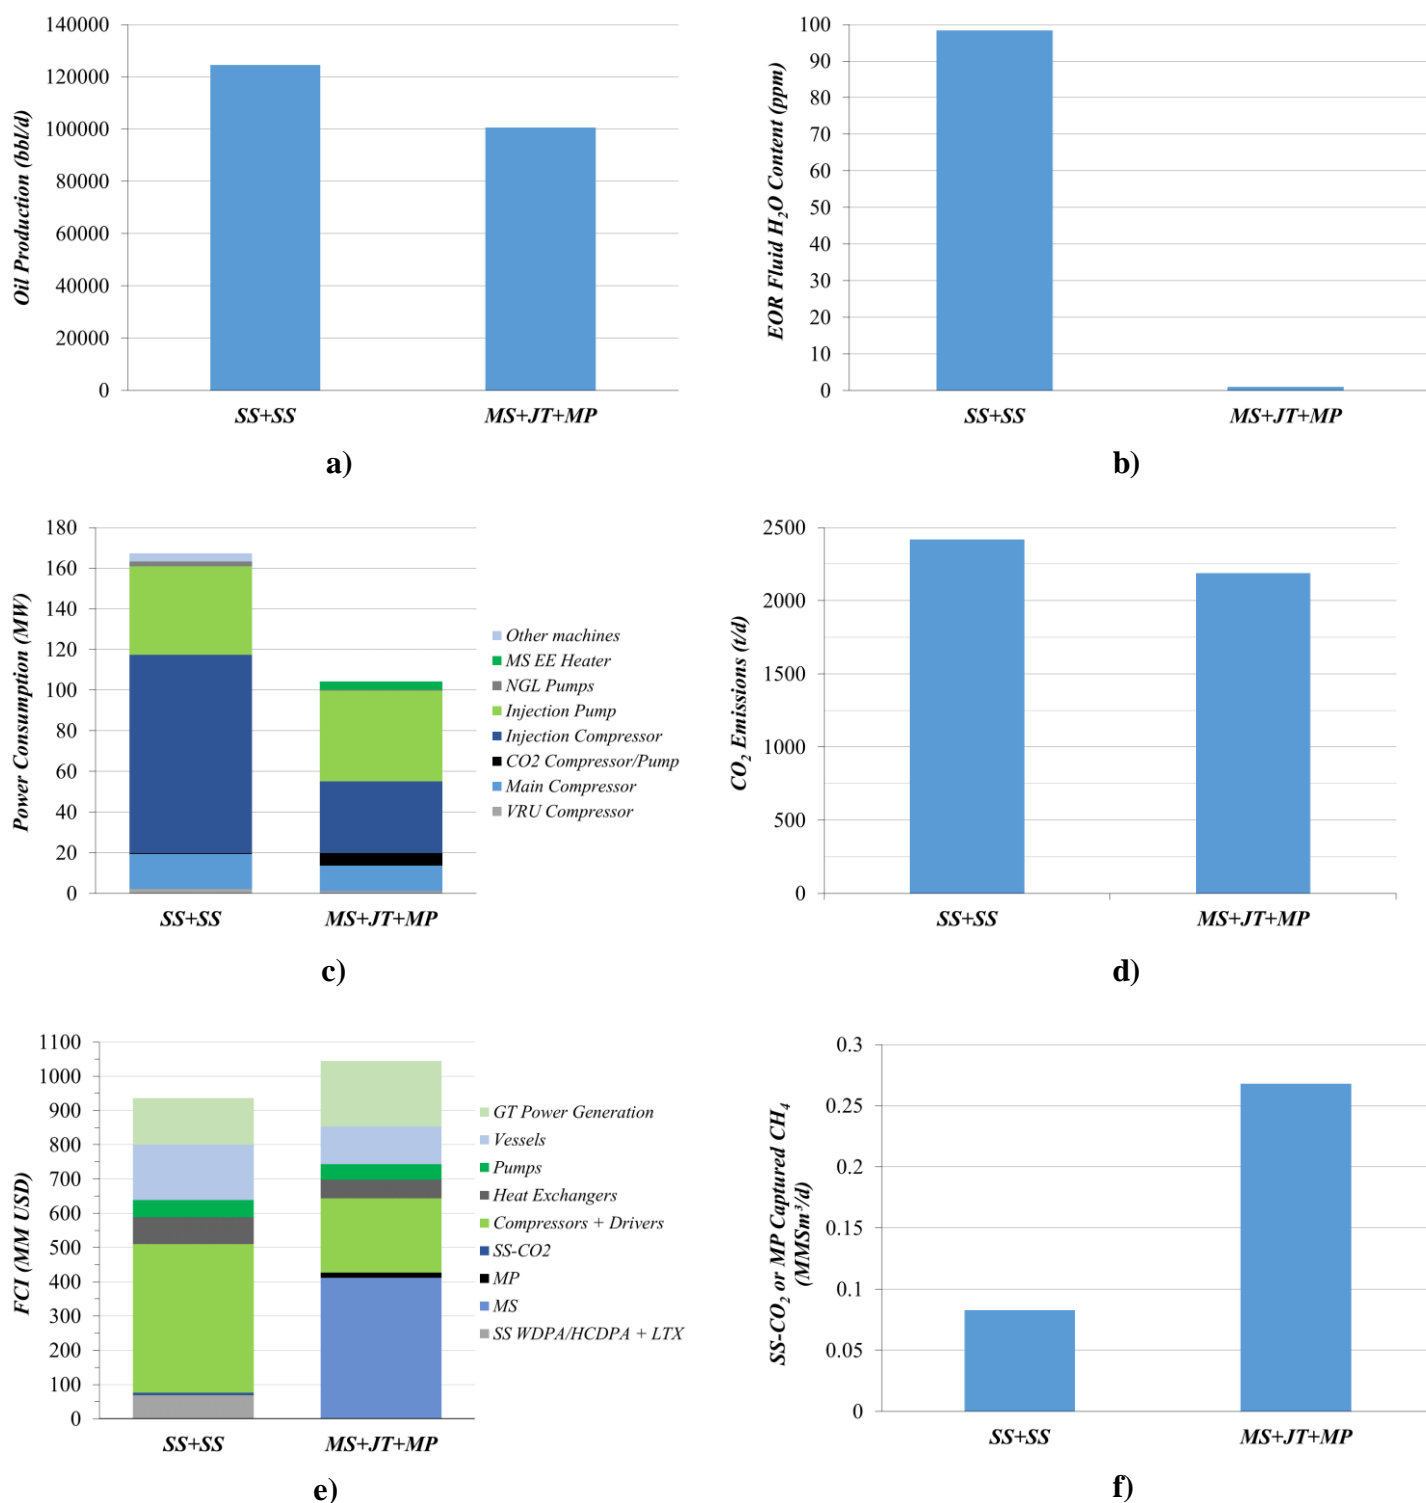 140000
120000
100000
80000
60000
40000
20000
0
Oil Production (bbl/d)
SS+SS
MS+JT+MP
a)
100
90
80
70
60
50
40
30
20
10
0
EOR Fluid H₂O Content (ppm)
SS+SS
MS+JT+MP
b)
180
160
140
120
100
80
60
40
20
0
Power Consumption (MW)
SS+SS
MS+JT+MP
Other machines
MS EE Heater
NGL Pumps
Injection Pump
Injection Compressor
CO2 Compressor/Pump
Main Compressor
VRU Compressor
c)
2500
2000
1500
1000
500
0
CO₂ Emissions (t/d)
SS+SS
MS+JT+MP
d)
1100
1000
900
800
700
600
500
400
300
200
100
0
FCI (MM USD)
SS+SS
MS+JT+MP
GT Power Generation
Vessels
Pumps
Heat Exchangers
Compressors + Drivers
SS-CO2
MP
MS
SS WDPA/HCDPA + LTX
e)
0.3
0.25
0.2
0.15
0.1
0.05
0
SS-CO₂ or MP Captured CH₄
(MMSm³/d)
SS+SS
MS+JT+MP
f)